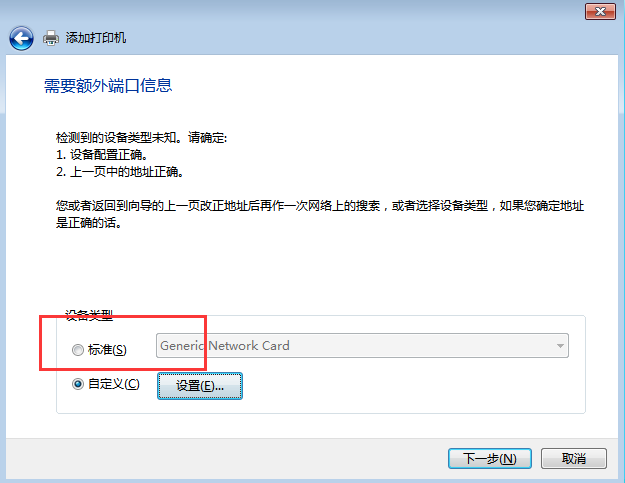 添加打印机
需要额外端口信息
检测到的设备类型未知。请确定:
1. 设备配置正确。
2. 上一页中的地址正确。
您或者返回到向导的上一页改正地址后再作一次网络上的搜索，或者选择设备类型，如果您确定地址
是正确的话。
设备类型
标准(S)
Generic Network Card
自定义(C)
设置(E)...
下一步(N)
取消